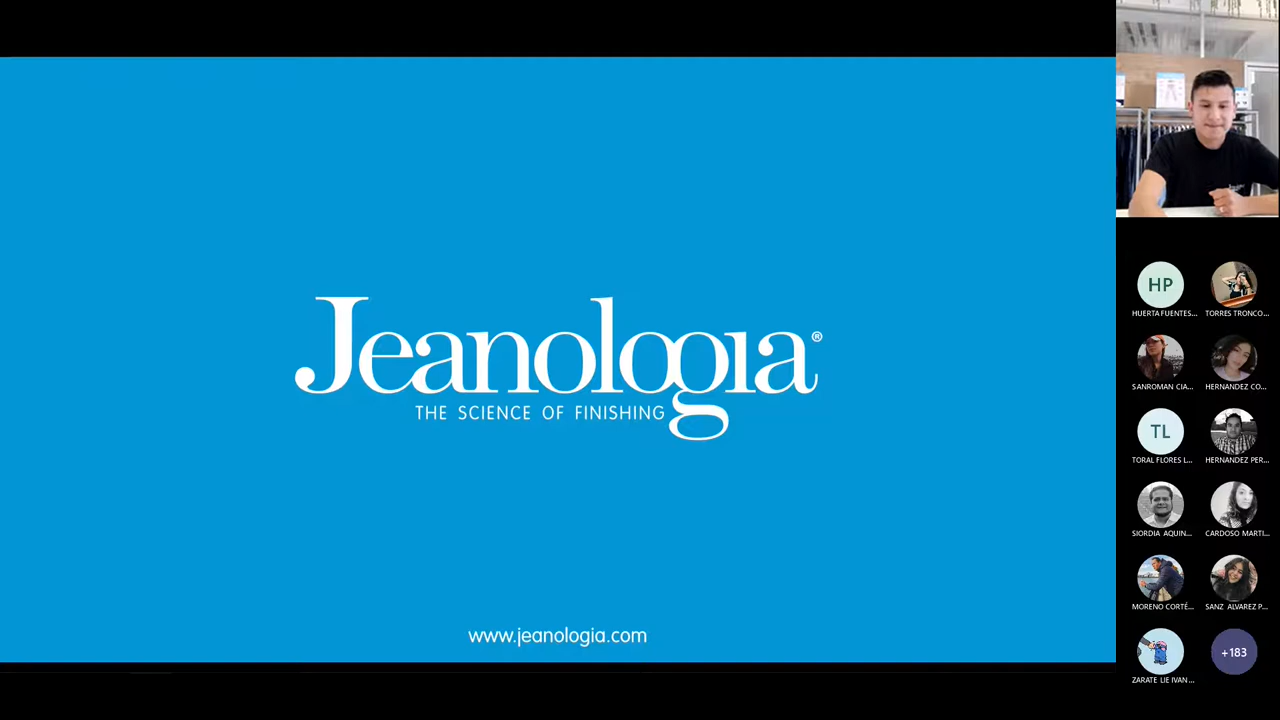 Jeanologia®
THE SCIENCE OF FINISHING
www.jeanologia.com
HP
HUERTA FUENTES...
TORRES TRONCO...
SANROMAN CIA...
HERNANDEZ CO...
TL
TORAL FLORES L...
HERNANDEZ PER...
SIORDIA AQUIN...
CARDOSO MARTI...
MORENO CORTÉ...
SANZ ALVAREZ P...
ZARATE LIE IVAN ...
+183